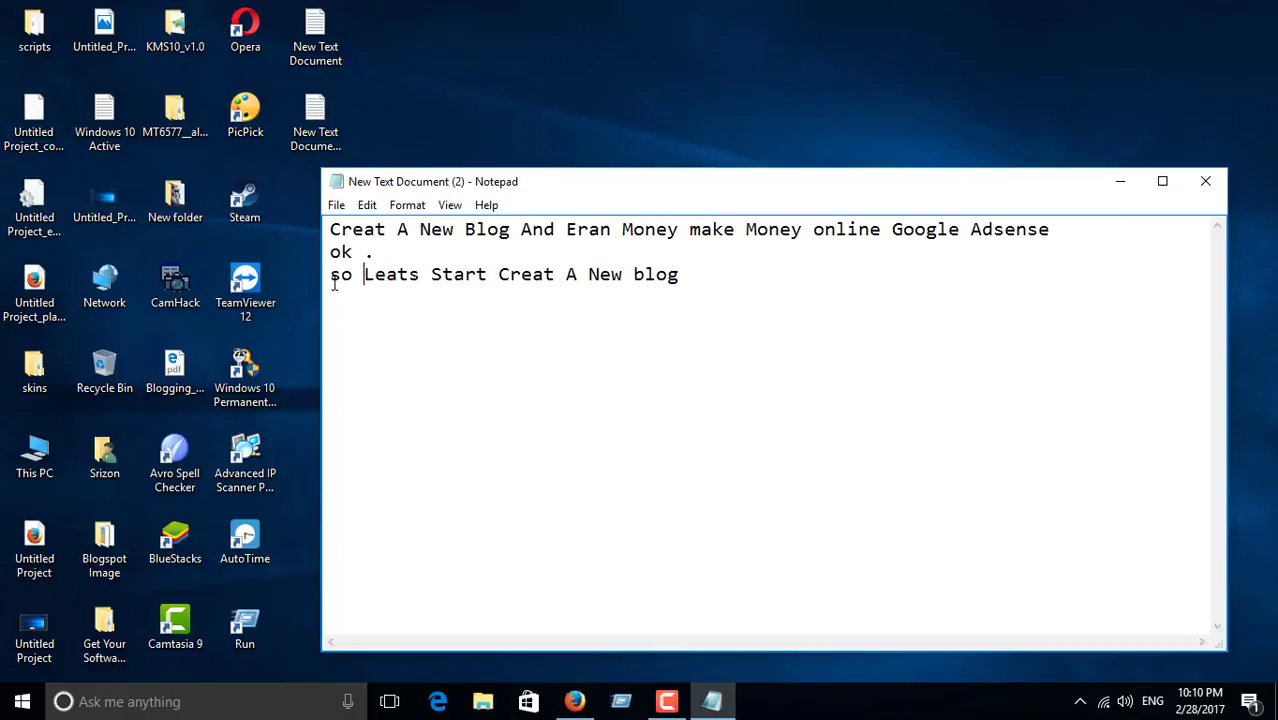 scripts
Untitled_Pr...
KMS10_v1.0
Opera
New Text
Document
Untitled
Project_co...
Windows 10
Active
MT6577__al...
PicPick
New Text
Docume...
Untitled
Project_e...
Untitled_Pr...
New folder
Steam
Untitled
Project_pla...
Network
CamHack
TeamViewer
12
skins
Recycle Bin
Blogging_...
Windows 10
Permanent...
This PC
Srizon
Avro Spell
Checker
Advanced IP
Scanner P...
Untitled
Project
Blogspot
Image
BlueStacks
AutoTime
Untitled
Project
Get Your
Softwa...
Camtasia 9
Run
New Text Document (2) - Notepad
File Edit Format View Help
Creat A New Blog And Eran Money make Money online Google Adsense
ok .
so Leats Start Creat A New blog
Ask me anything
ENG
10:10 PM
2/28/2017